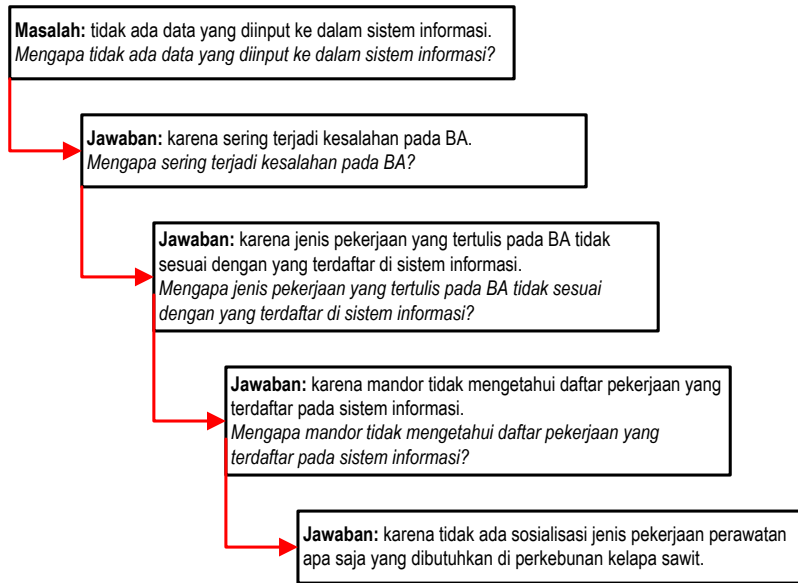 Masalah: tidak ada data yang diinput ke dalam sistem informasi.
Mengapa tidak ada data yang diinput ke dalam sistem informasi?
Jawaban: karena sering terjadi kesalahan pada BA.
Mengapa sering terjadi kesalahan pada BA?
Jawaban: karena jenis pekerjaan yang tertulis pada BA tidak
sesuai dengan yang terdaftar di sistem informasi.
Mengapa jenis pekerjaan yang tertulis pada BA tidak sesuai
dengan yang terdaftar di sistem informasi?
Jawaban: karena mandor tidak mengetahui daftar pekerjaan yang
terdaftar pada sistem informasi.
Mengapa mandor tidak mengetahui daftar pekerjaan yang
terdaftar pada sistem informasi?
Jawaban: karena tidak ada sosialisasi jenis pekerjaan perawatan
apa saja yang dibutuhkan di perkebunan kelapa sawit.